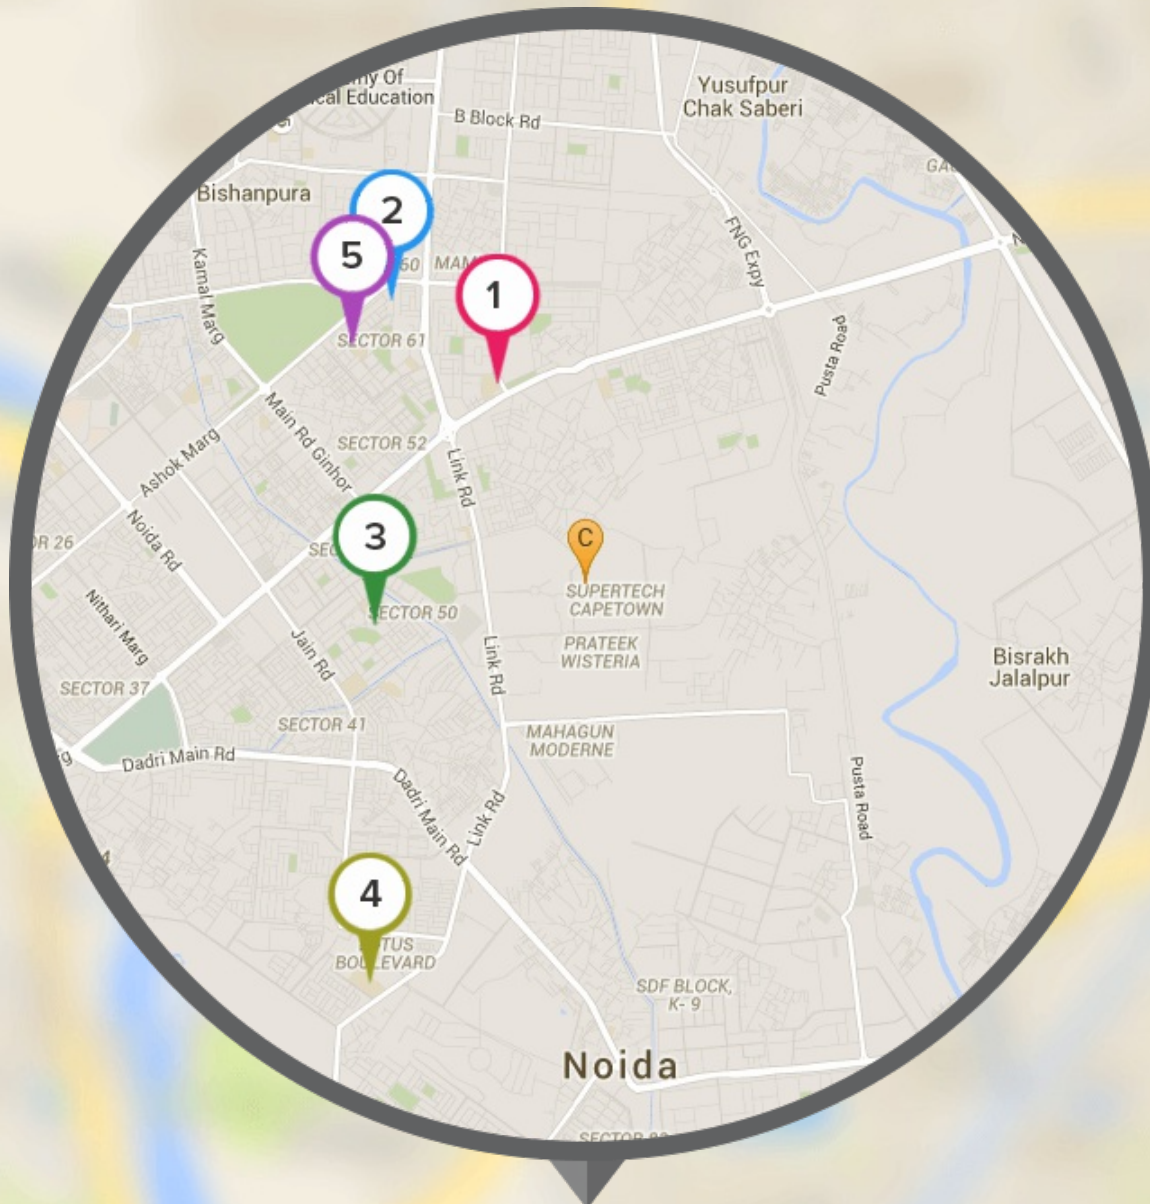 my Of
ical Education
B Block Rd
Yusufpur
Chak Saberi
Bishanpura
2
5
60
1
Kamal Marg
FNG Expy
SECTOR 61
Pusta Road
Main Rd Ginhor
SECTOR 52
Ashok Marg
Link Rd
Noida Rd
OR 26
3
C
SUPERTECH
CAPETOWN
SECTOR 50
Nithari Marg
Jain Rd
Link Rd
PRATEEK
WISTERIA
Bisrakh
Jalalpur
SECTOR 37
SECTOR 41
MAHAGUN
MODERNE
Dadri Main Rd
Dadri Main Rd
Link Rd
Pusta Road
4
BOULEVARD
SDF BLOCK,
K- 9
Noida